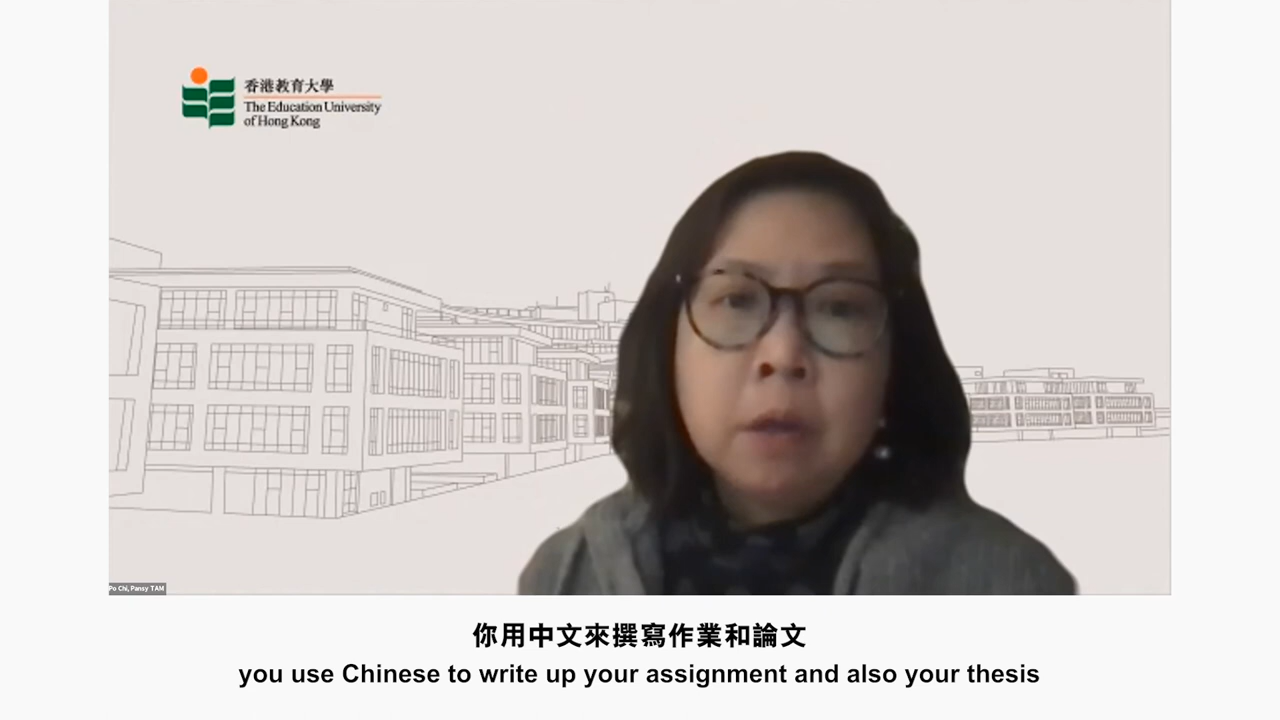 香港教育大學
The Education University
of Hong Kong
Po Chi, Pansy TAM
你用中文來撰寫作業和論文
you use Chinese to write up your assignment and also your thesis